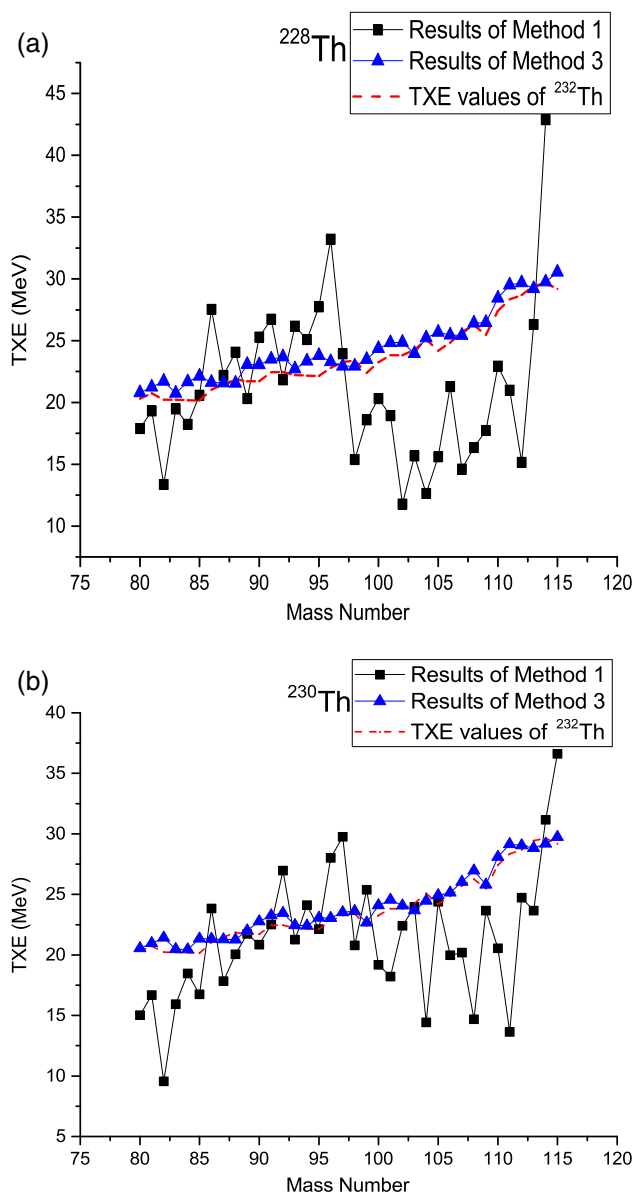 (a)
²²⁸Th
Results of Method 1
Results of Method 3
TXE values of ²³²Th
45
40
35
30
25
20
15
10
TXE (MeV)
75 80 85 90 95 100 105 110 115 120
Mass Number
(b)
²³⁰Th
Results of Method 1
Results of Method 3
TXE values of ²³²Th
40
35
30
25
20
15
10
5
TXE (MeV)
75 80 85 90 95 100 105 110 115 120
Mass Number